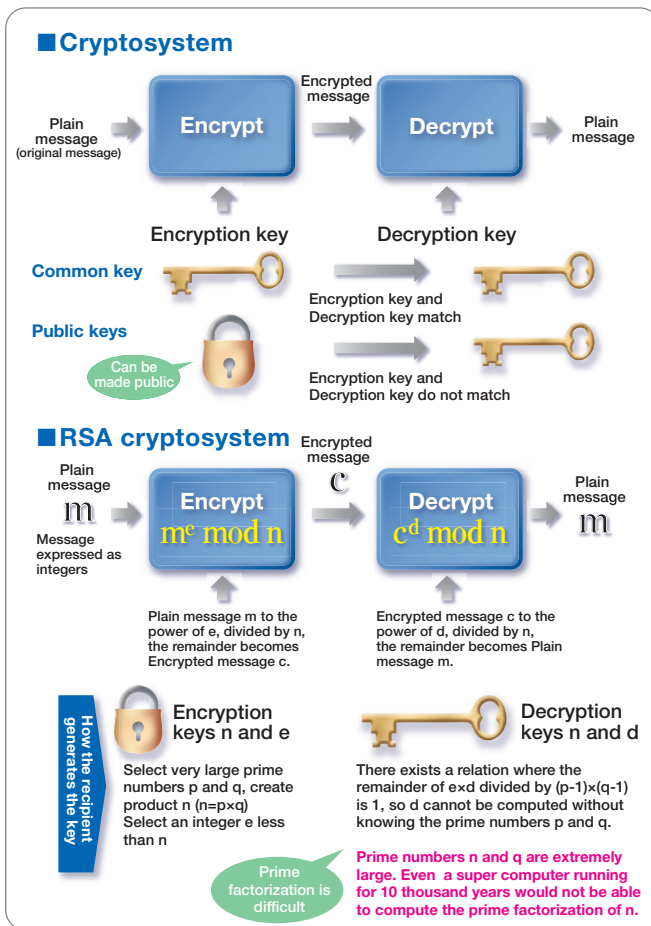 ■Cryptosystem
Encrypted
message
Plain
message
(original message)
Encrypt
Decrypt
Plain
message
Encryption key
Decryption key
Common key
Encryption key and
Decryption key match
Public keys
Can be
made public
Encryption key and
Decryption key do not match
■RSA cryptosystem
Encrypted
message
c
Plain
message
m
Message
expressed as
integers
Encrypt
mᵉ mod n
Decrypt
cᵈ mod n
Plain
message
m
Plain message m to the
power of e, divided by n,
the remainder becomes
Encrypted message c.
Encrypted message c to the
power of d, divided by n,
the remainder becomes Plain
message m.
How the recipient
generates the key
Encryption
keys n and e
Select very large prime
numbers p and q, create
product n (n=p×q)
Select an integer e less
than n
Decryption
keys n and d
There exists a relation where the
remainder of e×d divided by (p-1)×(q-1)
is 1, so d cannot be computed without
knowing the prime numbers p and q.
Prime
factorization is
difficult
Prime numbers n and q are extremely
large. Even a super computer running
for 10 thousand years would not be able
to compute the prime factorization of n.